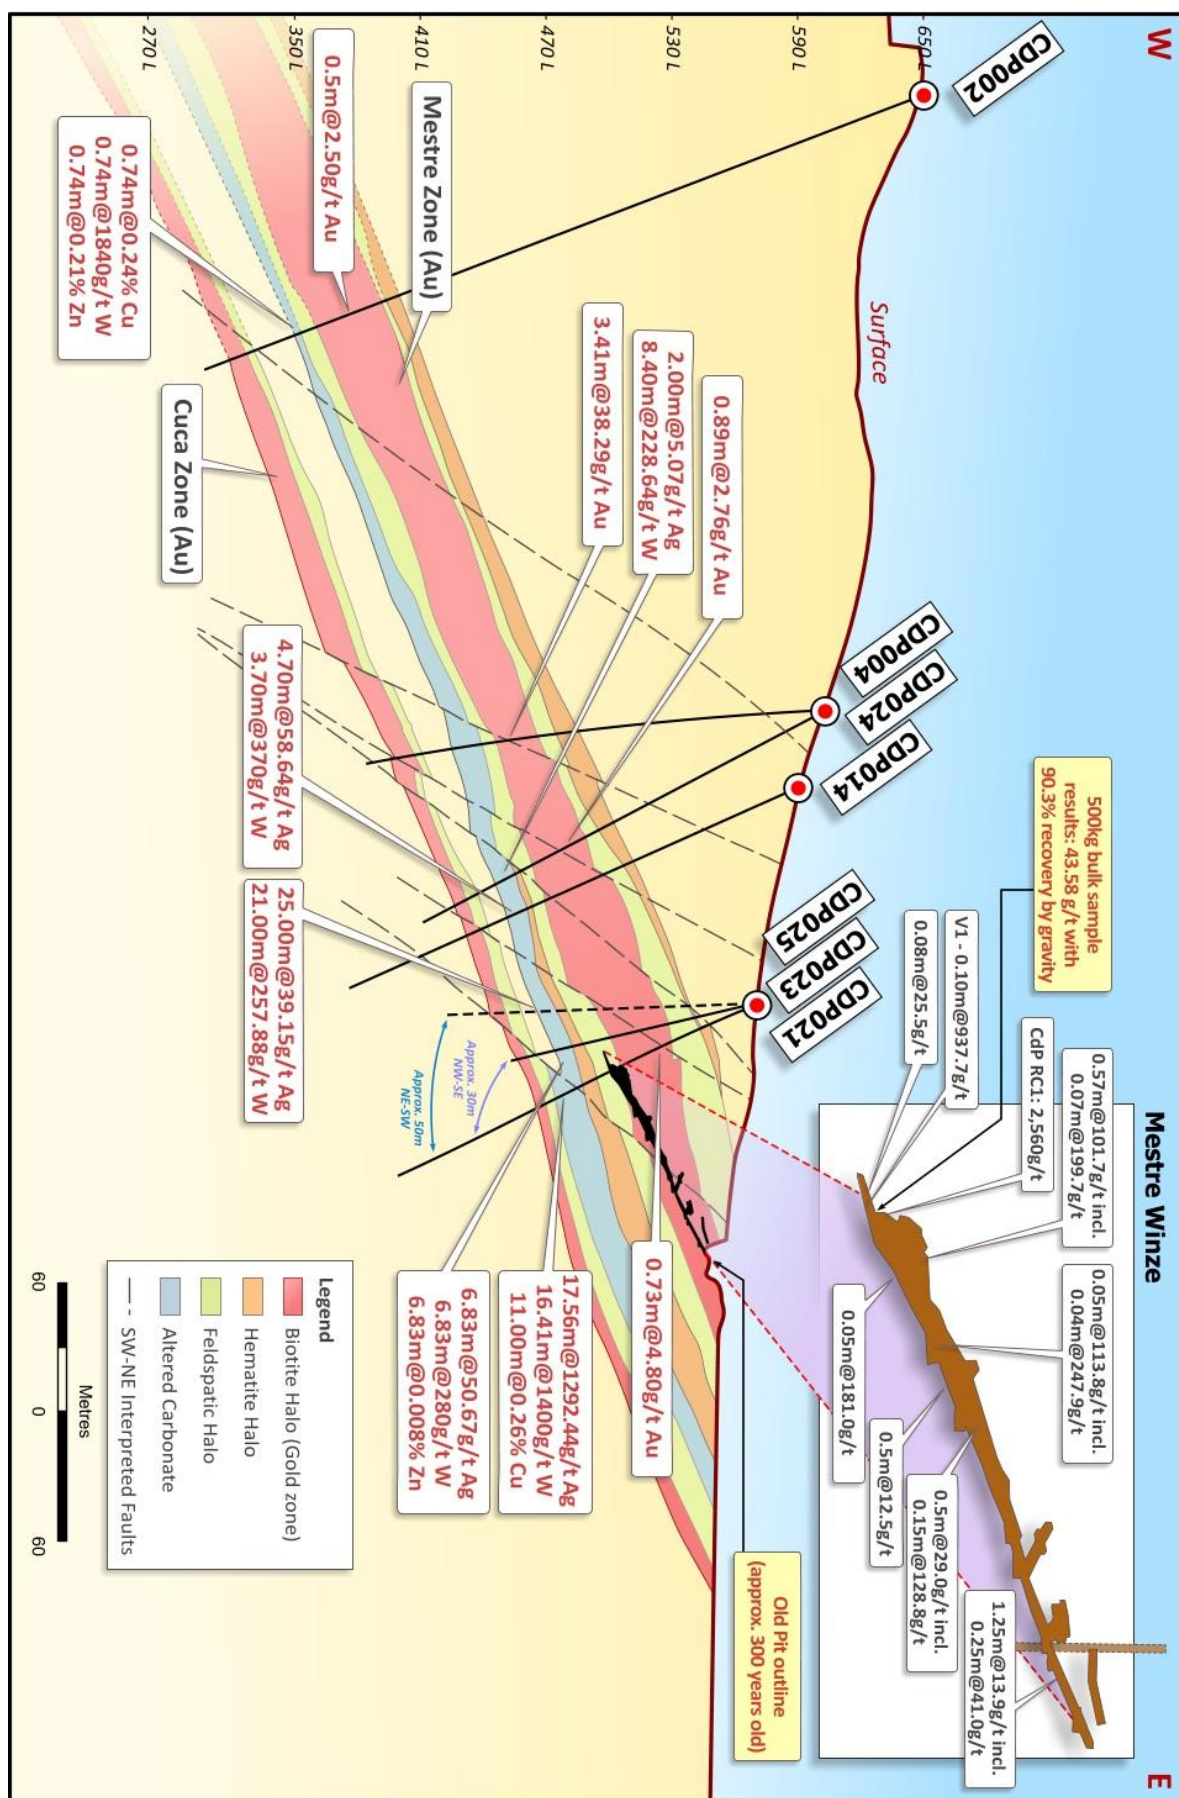 W
E
CDP002
650 L
590 L
530 L
470 L
410 L
350 L
270 L
Surface
CDP004
CDP024
CDP014
CDP025
CDP023
CDP021
Mestre Winze
500kg bulk sample
results: 43.58 g/t with
90.3% recovery by gravity
0.57m@101.7g/t incl.
0.07m@199.7g/t
CdP RC1: 2,560g/t
V1 - 0.10m@937.7g/t
0.08m@25.5g/t
0.05m@113.8g/t incl.
0.04m@247.9g/t
0.05m@181.0g/t
0.5m@12.5g/t
0.5m@29.0g/t incl.
0.15m@128.8g/t
1.25m@13.9g/t incl.
0.25m@41.0g/t
Old Pit outline
(approx. 300 years old)
0.89m@2.76g/t Au
2.00m@5.07g/t Ag
8.40m@228.64g/t W
3.41m@38.29g/t Au
Mestre Zone (Au)
0.5m@2.50g/t Au
0.74m@0.24% Cu
0.74m@1840g/t W
0.74m@0.21% Zn
Cuca Zone (Au)
4.70m@58.64g/t Ag
3.70m@370g/t W
25.00m@39.15g/t Ag
21.00m@257.88g/t W
Approx. 30m
NW-SE
Approx. 50m
NE-SW
0.73m@4.80g/t Au
17.56m@1292.44g/t Ag
16.41m@1400g/t W
11.00m@0.26% Cu
6.83m@50.67g/t Ag
6.83m@280g/t W
6.83m@0.008% Zn
Legend
Biotite Halo (Gold zone)
Hematite Halo
Feldspatic Halo
Altered Carbonate
SW-NE Interpreted Faults
60
0
60
Metres